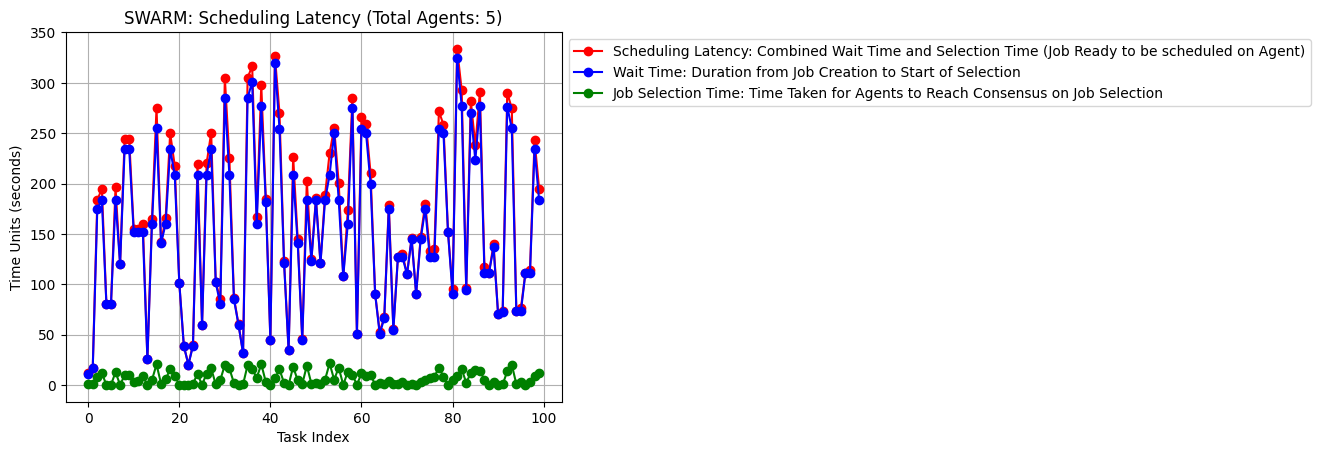 SWARM: Scheduling Latency (Total Agents: 5)
Scheduling Latency: Combined Wait Time and Selection Time (Job Ready to be scheduled on Agent)
Wait Time: Duration from Job Creation to Start of Selection
Job Selection Time: Time Taken for Agents to Reach Consensus on Job Selection
Time Units (seconds)
350
300
250
200
150
100
50
0
0 20 40 60 80 100
Task Index